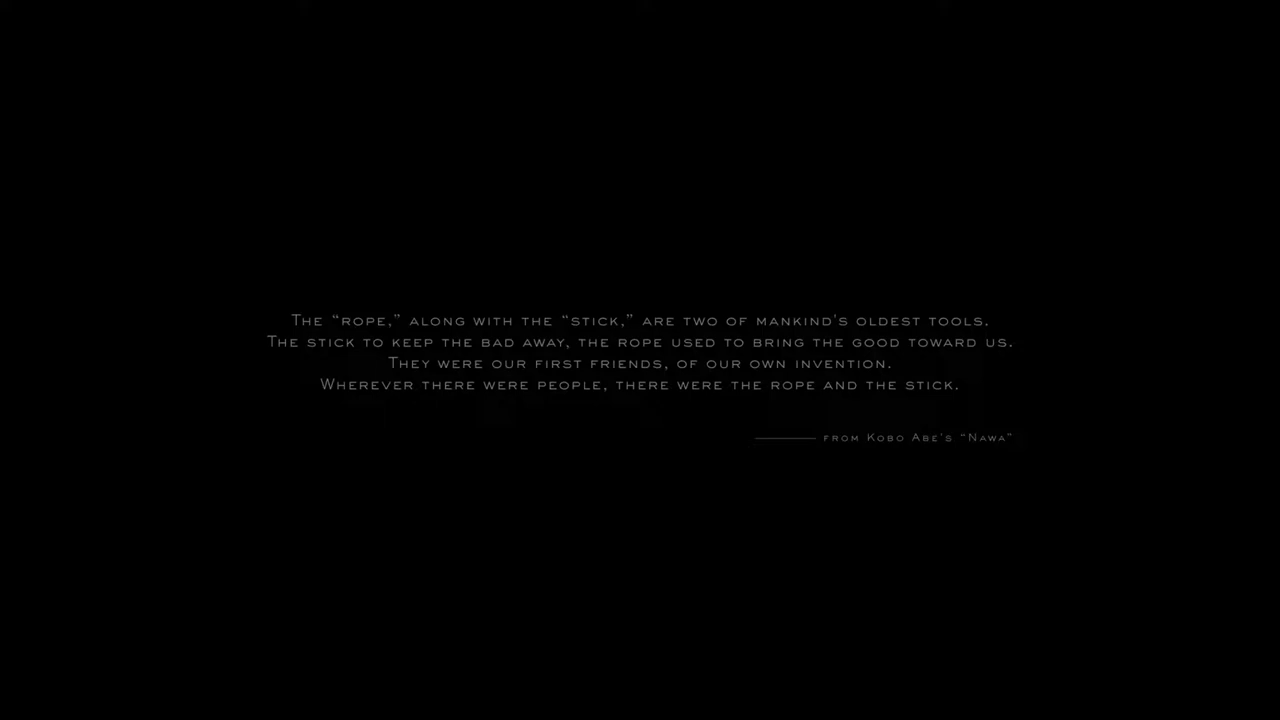 The “rope,” along with the “stick,” are two of mankind's oldest tools.
The stick to keep the bad away, the rope used to bring the good toward us.
They were our first friends, of our own invention.
Wherever there were people, there were the rope and the stick.
—— from Kobo Abe's “Nawa”